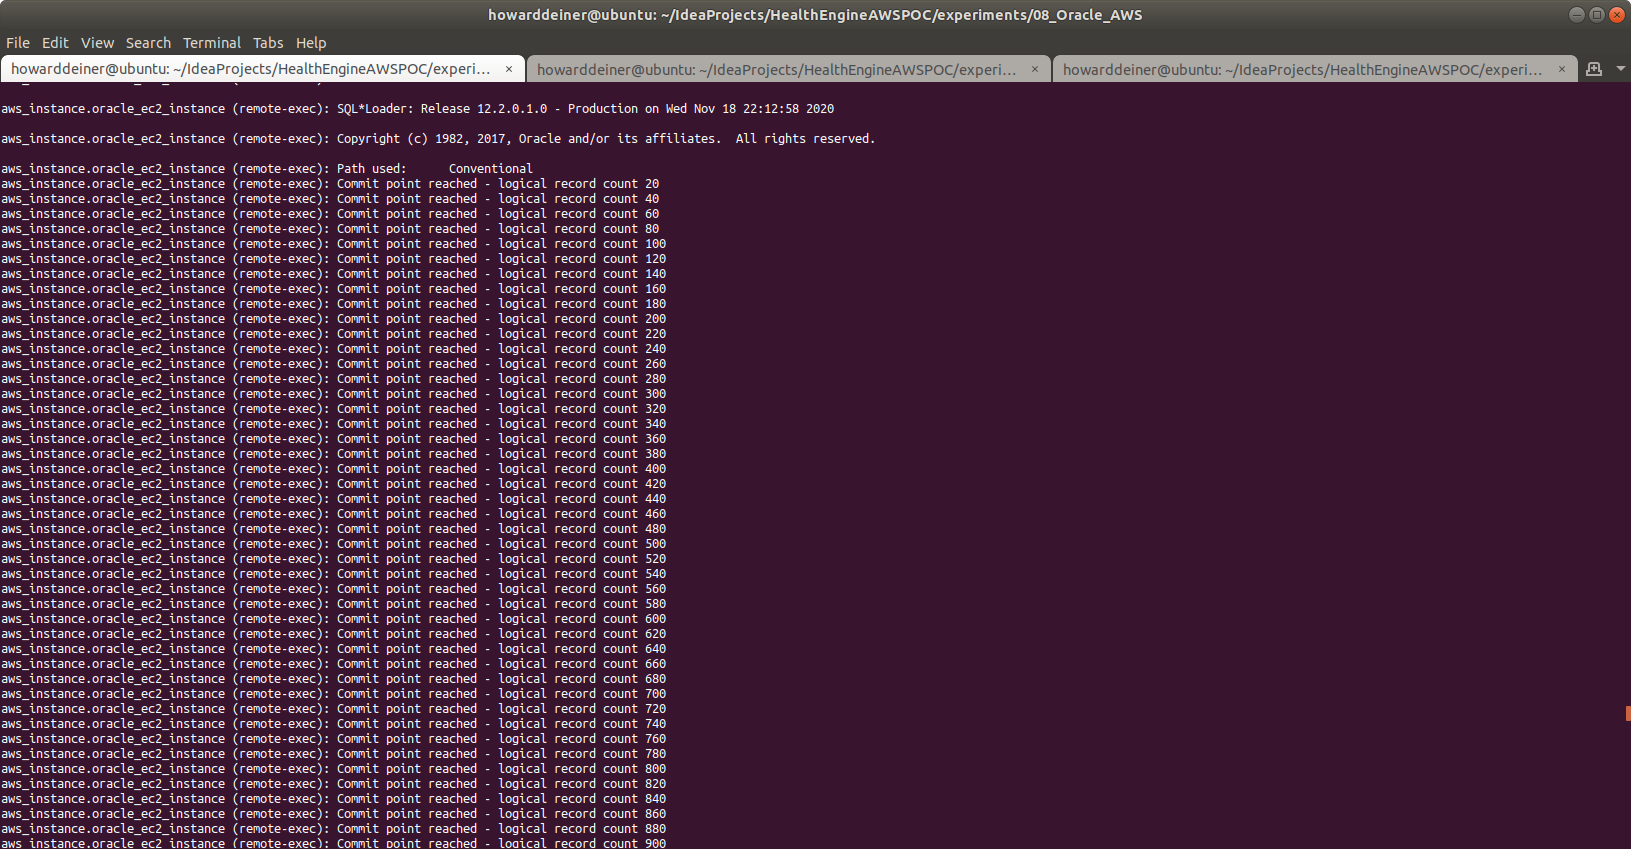 howarddeiner@ubuntu: ~/IdeaProjects/HealthEngineAWSPOC/experiments/08_Oracle_AWS
File Edit View Search Terminal Tabs Help
howarddeiner@ubuntu: ~/IdeaProjects/HealthEngineAWSPOC/experi... × howarddeiner@ubuntu: ~/IdeaProjects/HealthEngineAWSPOC/experi... × howarddeiner@ubuntu: ~/IdeaProjects/HealthEngineAWSPOC/experi... ×
aws_instance.oracle_ec2_instance (remote-exec): SQL*Loader: Release 12.2.0.1.0 - Production on Wed Nov 18 22:12:58 2020
aws_instance.oracle_ec2_instance (remote-exec): Copyright (c) 1982, 2017, Oracle and/or its affiliates.  All rights reserved.
aws_instance.oracle_ec2_instance (remote-exec): Path used:      Conventional
aws_instance.oracle_ec2_instance (remote-exec): Commit point reached - logical record count 20
aws_instance.oracle_ec2_instance (remote-exec): Commit point reached - logical record count 40
aws_instance.oracle_ec2_instance (remote-exec): Commit point reached - logical record count 60
aws_instance.oracle_ec2_instance (remote-exec): Commit point reached - logical record count 80
aws_instance.oracle_ec2_instance (remote-exec): Commit point reached - logical record count 100
aws_instance.oracle_ec2_instance (remote-exec): Commit point reached - logical record count 120
aws_instance.oracle_ec2_instance (remote-exec): Commit point reached - logical record count 140
aws_instance.oracle_ec2_instance (remote-exec): Commit point reached - logical record count 160
aws_instance.oracle_ec2_instance (remote-exec): Commit point reached - logical record count 180
aws_instance.oracle_ec2_instance (remote-exec): Commit point reached - logical record count 200
aws_instance.oracle_ec2_instance (remote-exec): Commit point reached - logical record count 220
aws_instance.oracle_ec2_instance (remote-exec): Commit point reached - logical record count 240
aws_instance.oracle_ec2_instance (remote-exec): Commit point reached - logical record count 260
aws_instance.oracle_ec2_instance (remote-exec): Commit point reached - logical record count 280
aws_instance.oracle_ec2_instance (remote-exec): Commit point reached - logical record count 300
aws_instance.oracle_ec2_instance (remote-exec): Commit point reached - logical record count 320
aws_instance.oracle_ec2_instance (remote-exec): Commit point reached - logical record count 340
aws_instance.oracle_ec2_instance (remote-exec): Commit point reached - logical record count 360
aws_instance.oracle_ec2_instance (remote-exec): Commit point reached - logical record count 380
aws_instance.oracle_ec2_instance (remote-exec): Commit point reached - logical record count 400
aws_instance.oracle_ec2_instance (remote-exec): Commit point reached - logical record count 420
aws_instance.oracle_ec2_instance (remote-exec): Commit point reached - logical record count 440
aws_instance.oracle_ec2_instance (remote-exec): Commit point reached - logical record count 460
aws_instance.oracle_ec2_instance (remote-exec): Commit point reached - logical record count 480
aws_instance.oracle_ec2_instance (remote-exec): Commit point reached - logical record count 500
aws_instance.oracle_ec2_instance (remote-exec): Commit point reached - logical record count 520
aws_instance.oracle_ec2_instance (remote-exec): Commit point reached - logical record count 540
aws_instance.oracle_ec2_instance (remote-exec): Commit point reached - logical record count 560
aws_instance.oracle_ec2_instance (remote-exec): Commit point reached - logical record count 580
aws_instance.oracle_ec2_instance (remote-exec): Commit point reached - logical record count 600
aws_instance.oracle_ec2_instance (remote-exec): Commit point reached - logical record count 620
aws_instance.oracle_ec2_instance (remote-exec): Commit point reached - logical record count 640
aws_instance.oracle_ec2_instance (remote-exec): Commit point reached - logical record count 660
aws_instance.oracle_ec2_instance (remote-exec): Commit point reached - logical record count 680
aws_instance.oracle_ec2_instance (remote-exec): Commit point reached - logical record count 700
aws_instance.oracle_ec2_instance (remote-exec): Commit point reached - logical record count 720
aws_instance.oracle_ec2_instance (remote-exec): Commit point reached - logical record count 740
aws_instance.oracle_ec2_instance (remote-exec): Commit point reached - logical record count 760
aws_instance.oracle_ec2_instance (remote-exec): Commit point reached - logical record count 780
aws_instance.oracle_ec2_instance (remote-exec): Commit point reached - logical record count 800
aws_instance.oracle_ec2_instance (remote-exec): Commit point reached - logical record count 820
aws_instance.oracle_ec2_instance (remote-exec): Commit point reached - logical record count 840
aws_instance.oracle_ec2_instance (remote-exec): Commit point reached - logical record count 860
aws_instance.oracle_ec2_instance (remote-exec): Commit point reached - logical record count 880
aws_instance.oracle_ec2_instance (remote-exec): Commit point reached - logical record count 900